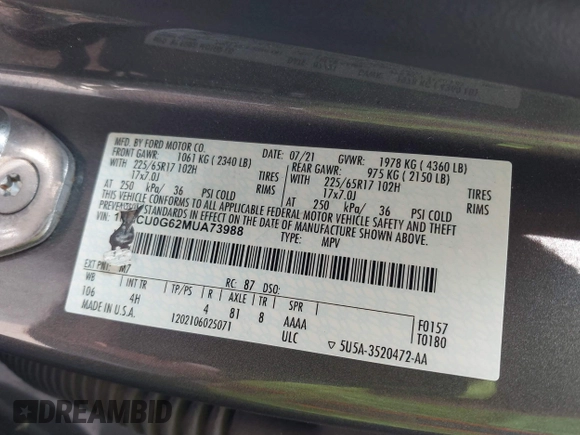 MFD. BY FORD MOTOR CO.
DATE: 07/21 GVWR: 1978 KG ( 4360 LB)
FRONT GAWR: 1061 KG ( 2340 LB) REAR GAWR: 975 KG ( 2150 LB)
WITH 225/65R17 102H TIRES WITH 225/65R17 102H TIRES
17x7.0J RIMS 17x7.0J RIMS
AT 250 kPa/ 36 PSI COLD AT 250 kPa/ 36 PSI COLD
THIS VEHICLE CONFORMS TO ALL APPLICABLE FEDERAL MOTOR VEHICLE SAFETY AND THEFT
PREVENTION STANDARDS IN EFFECT ON THE DATE OF MANUFACTURE SHOWN ABOVE.
VIN: CU0G62MUA73988
TYPE: MPV
EXT PNT: M7 RC: 87 DSO:
WB INT TR TP/PS R AXLE TR SPR
106 4H 4 81 8 AAAA F0157
ULC T0180
MADE IN U.S.A. 1202106025071
▽ 5U5A-3520472-AA
DREAMBID